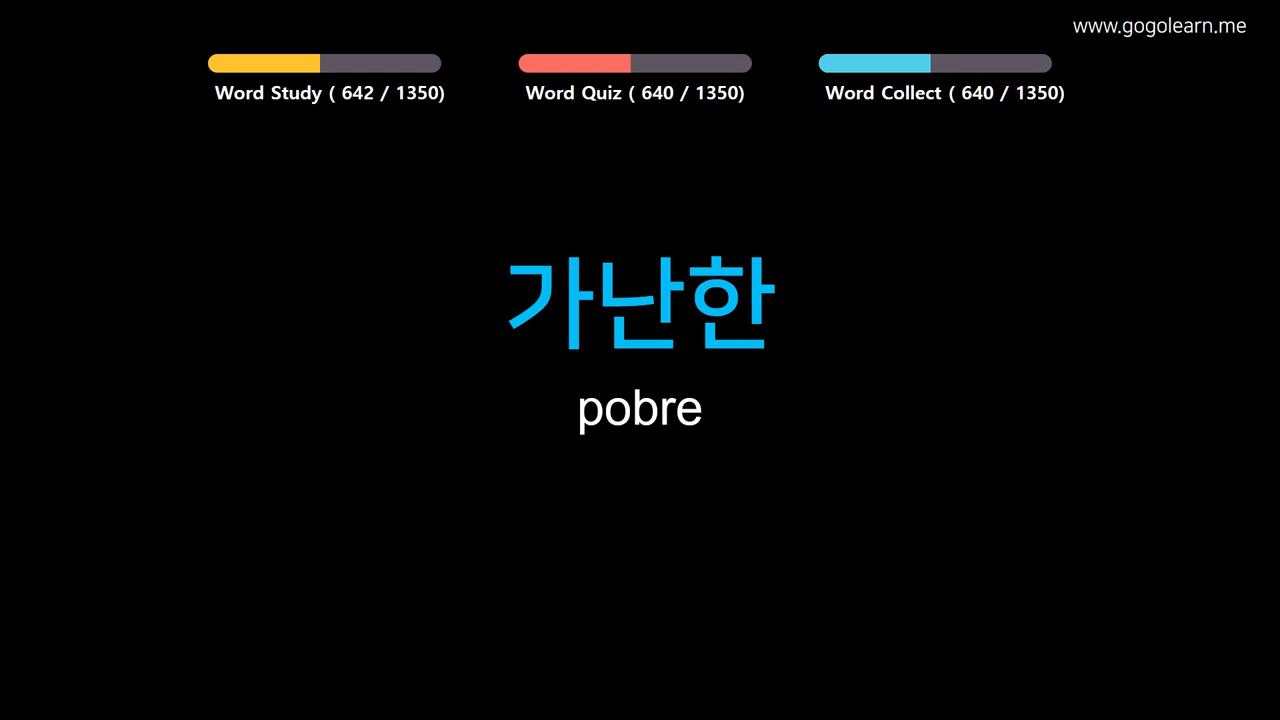 www.gogolearn.me
Word Study ( 642 / 1350)
Word Quiz ( 640 / 1350)
Word Collect ( 640 / 1350)
가난한
pobre